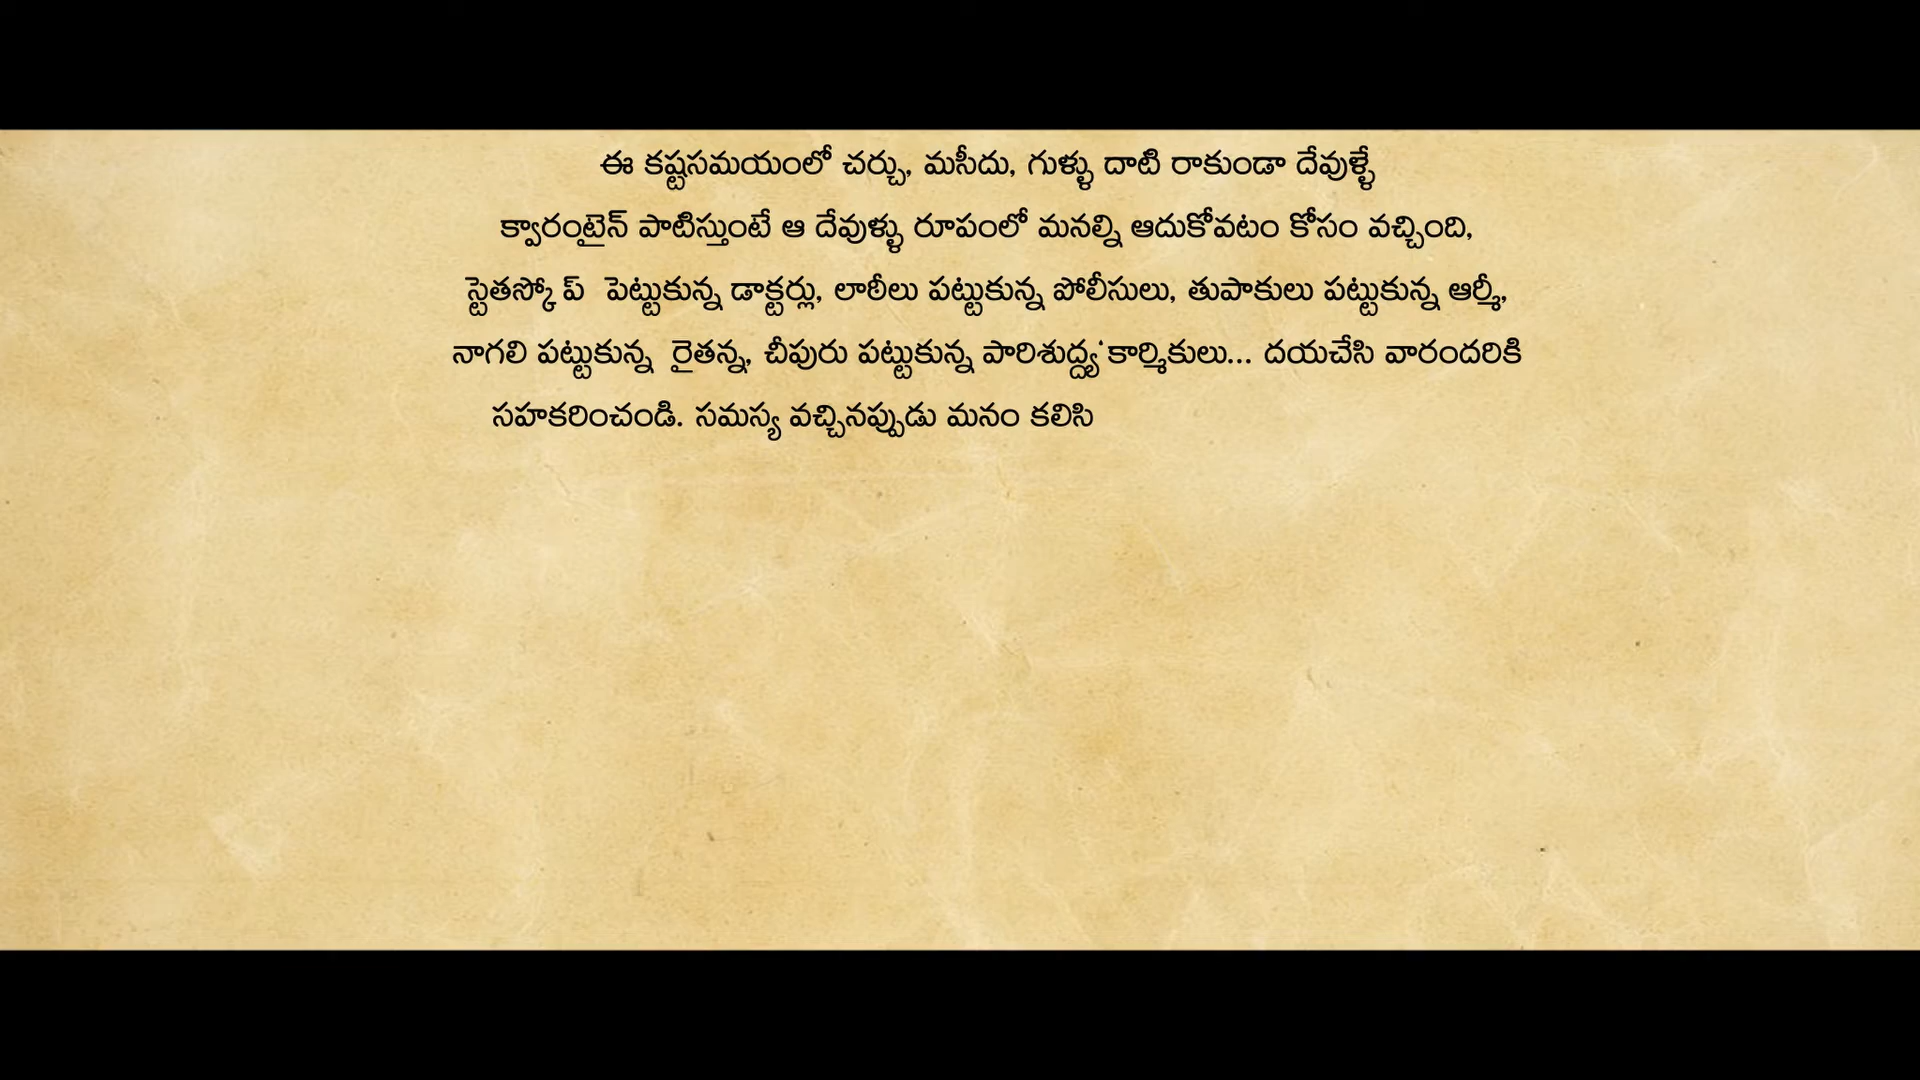 ఈ కష్టసమయంలో చర్చు, మసీదు, గుళ్ళు దాటి రాకుండా దేవుళ్ళే
క్వారంటైన్ పాటిస్తుంటే ఆ దేవుళ్ళు రూపంలో మనల్ని ఆదుకోవటం కోసం వచ్చింది,
స్టెతస్కోప్ పెట్టుకున్న డాక్టర్లు, లాఠీలు పట్టుకున్న పోలీసులు, తుపాకులు పట్టుకున్న ఆర్మీ,
నాగలి పట్టుకున్న రైతన్న, చీపురు పట్టుకున్న పారిశుద్ద్య కార్మికులు... దయచేసి వారందరికి
సహకరించండి. సమస్య వచ్చినప్పుడు మనం కలిసి